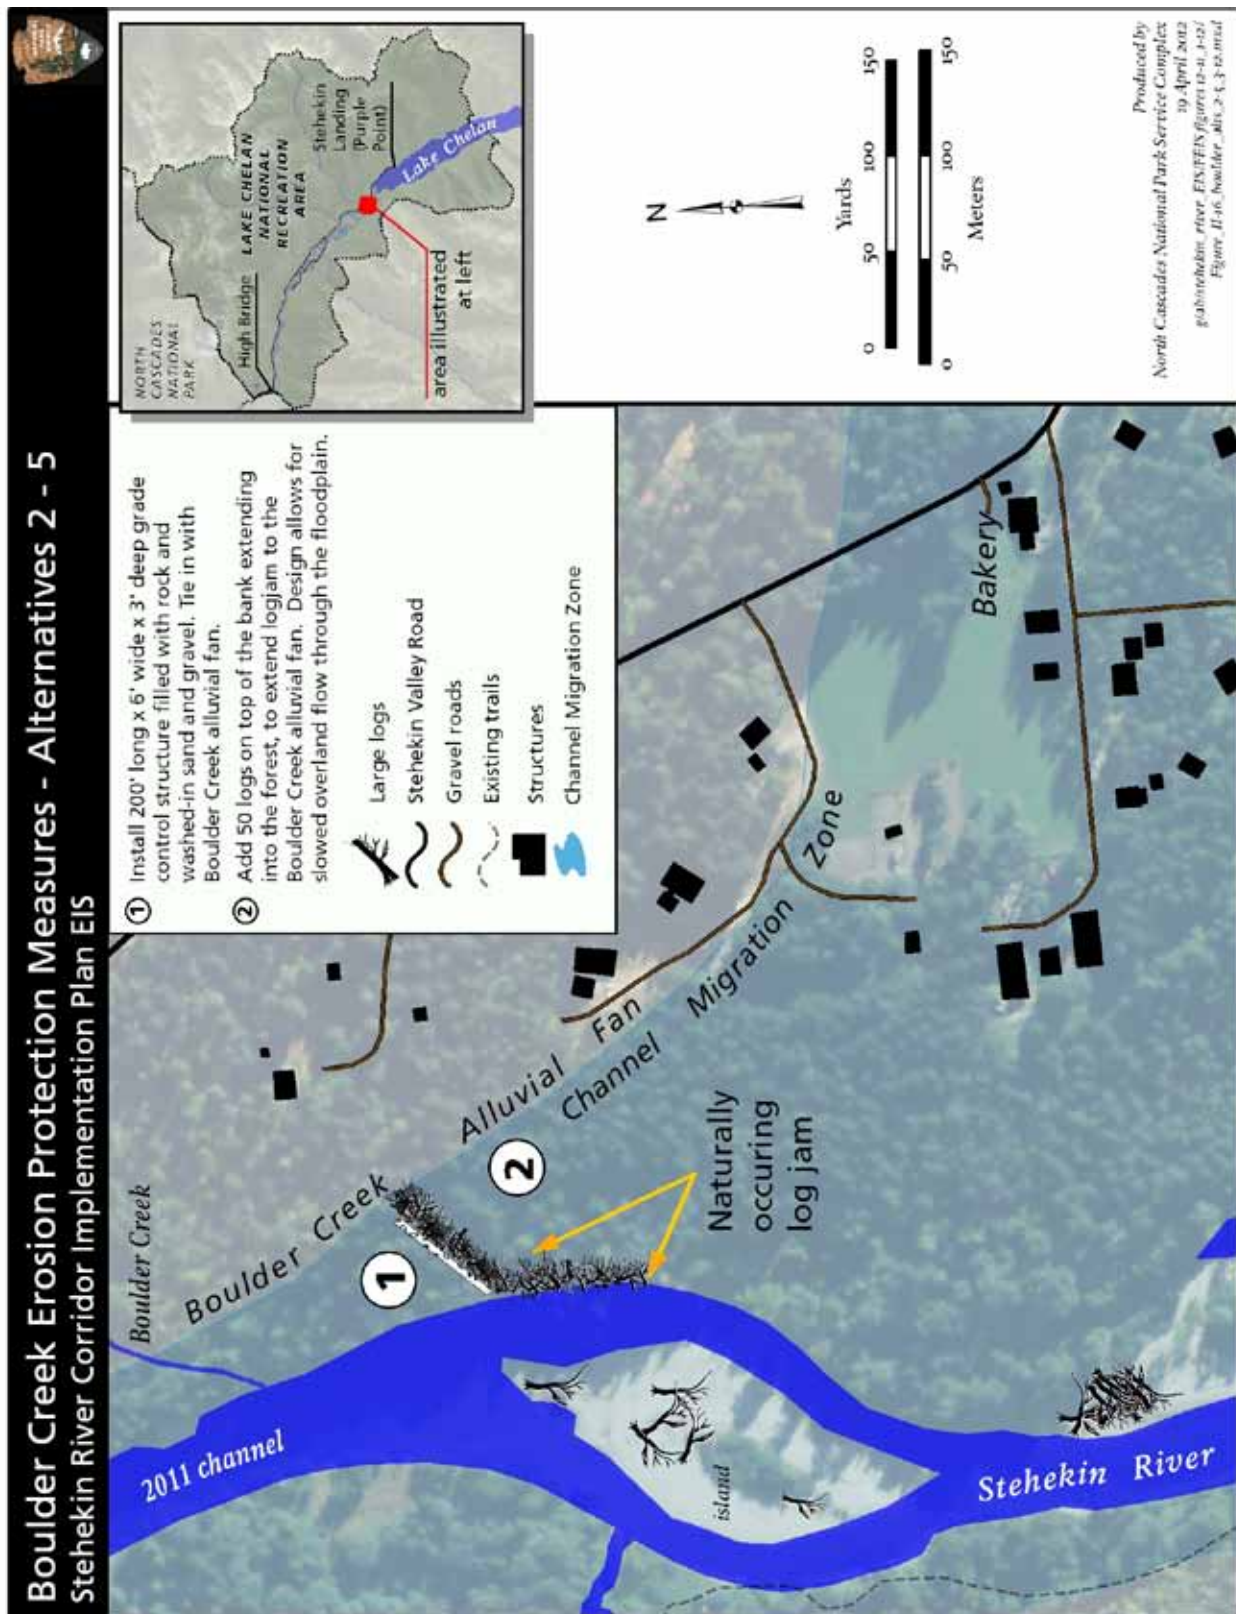 Boulder Creek Erosion Protection Measures - Alternatives 2 - 5
Stehekin River Corridor Implementation Plan EIS
1 Install 200' long x 6' wide x 3' deep grade
control structure filled with rock and
washed-in sand and gravel. Tie in with
Boulder Creek alluvial fan.
2 Add 50 logs on top of the bank extending
into the forest, to extend logjam to the
Boulder Creek alluvial fan. Design allows for
slowed overland flow through the floodplain.
Large logs
Stehekin Valley Road
Gravel roads
Existing trails
Structures
Channel Migration Zone
NORTH
CASCADES
NATIONAL
PARK
High Bridge
LAKE CHELAN
NATIONAL
RECREATION
AREA
Stehekin
Landing
(Purple
Point)
Lake Chelan
area illustrated
at left
N
Yards
0 50 100 150
0 50 100 150
Meters
Produced by
North Cascades National Park Service Complex
19 April 2012
Boulder Creek
Boulder Creek Alluvial Fan
Channel Migration Zone
1
2
Naturally
occuring
log jam
Bakery
2011 channel
island
Stehekin River